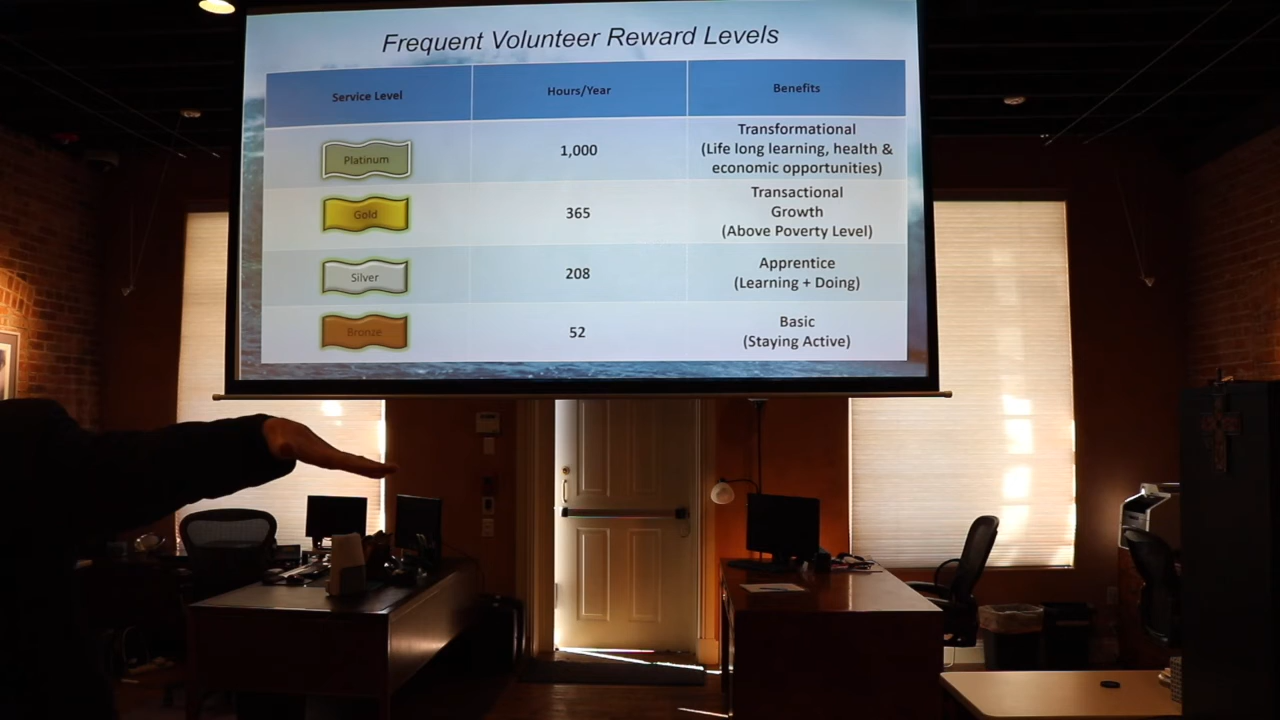 Frequent Volunteer Reward Levels
Service Level
Hours/Year
Benefits
Platinum
1,000
Transformational
(Life long learning, health &
economic opportunities)
Gold
365
Transactional
Growth
(Above Poverty Level)
Silver
208
Apprentice
(Learning + Doing)
Bronze
52
Basic
(Staying Active)